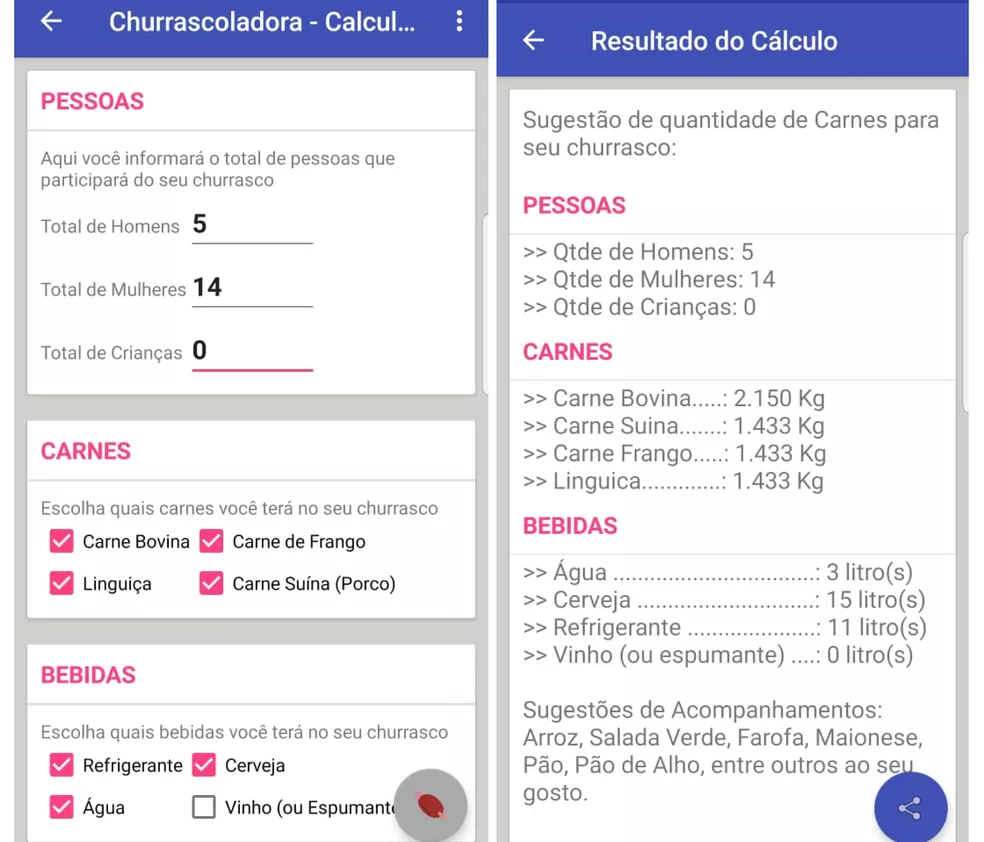 Churrascoladora - Calcul...
PESSOAS
Aqui você informará o total de pessoas que
participará do seu churrasco
Total de Homens 5
Total de Mulheres 14
Total de Crianças 0
CARNES
Escolha quais carnes você terá no seu churrasco
Carne Bovina Carne de Frango
Linguiça Carne Suína (Porco)
BEBIDAS
Escolha quais bebidas você terá no seu churrasco
Refrigerante Cerveja
Água Vinho (ou Espumante
Resultado do Cálculo
Sugestão de quantidade de Carnes para
seu churrasco:
PESSOAS
>> Qtde de Homens: 5
>> Qtde de Mulheres: 14
>> Qtde de Crianças: 0
CARNES
>> Carne Bovina.....: 2.150 Kg
>> Carne Suina.......: 1.433 Kg
>> Carne Frango.....: 1.433 Kg
>> Linguica.............: 1.433 Kg
BEBIDAS
>> Água ..............................: 3 litro(s)
>> Cerveja ...........................: 15 litro(s)
>> Refrigerante ......................: 11 litro(s)
>> Vinho (ou espumante) ....: 0 litro(s)
Sugestões de Acompanhamentos:
Arroz, Salada Verde, Farofa, Maionese,
Pão, Pão de Alho, entre outros ao seu
gosto.